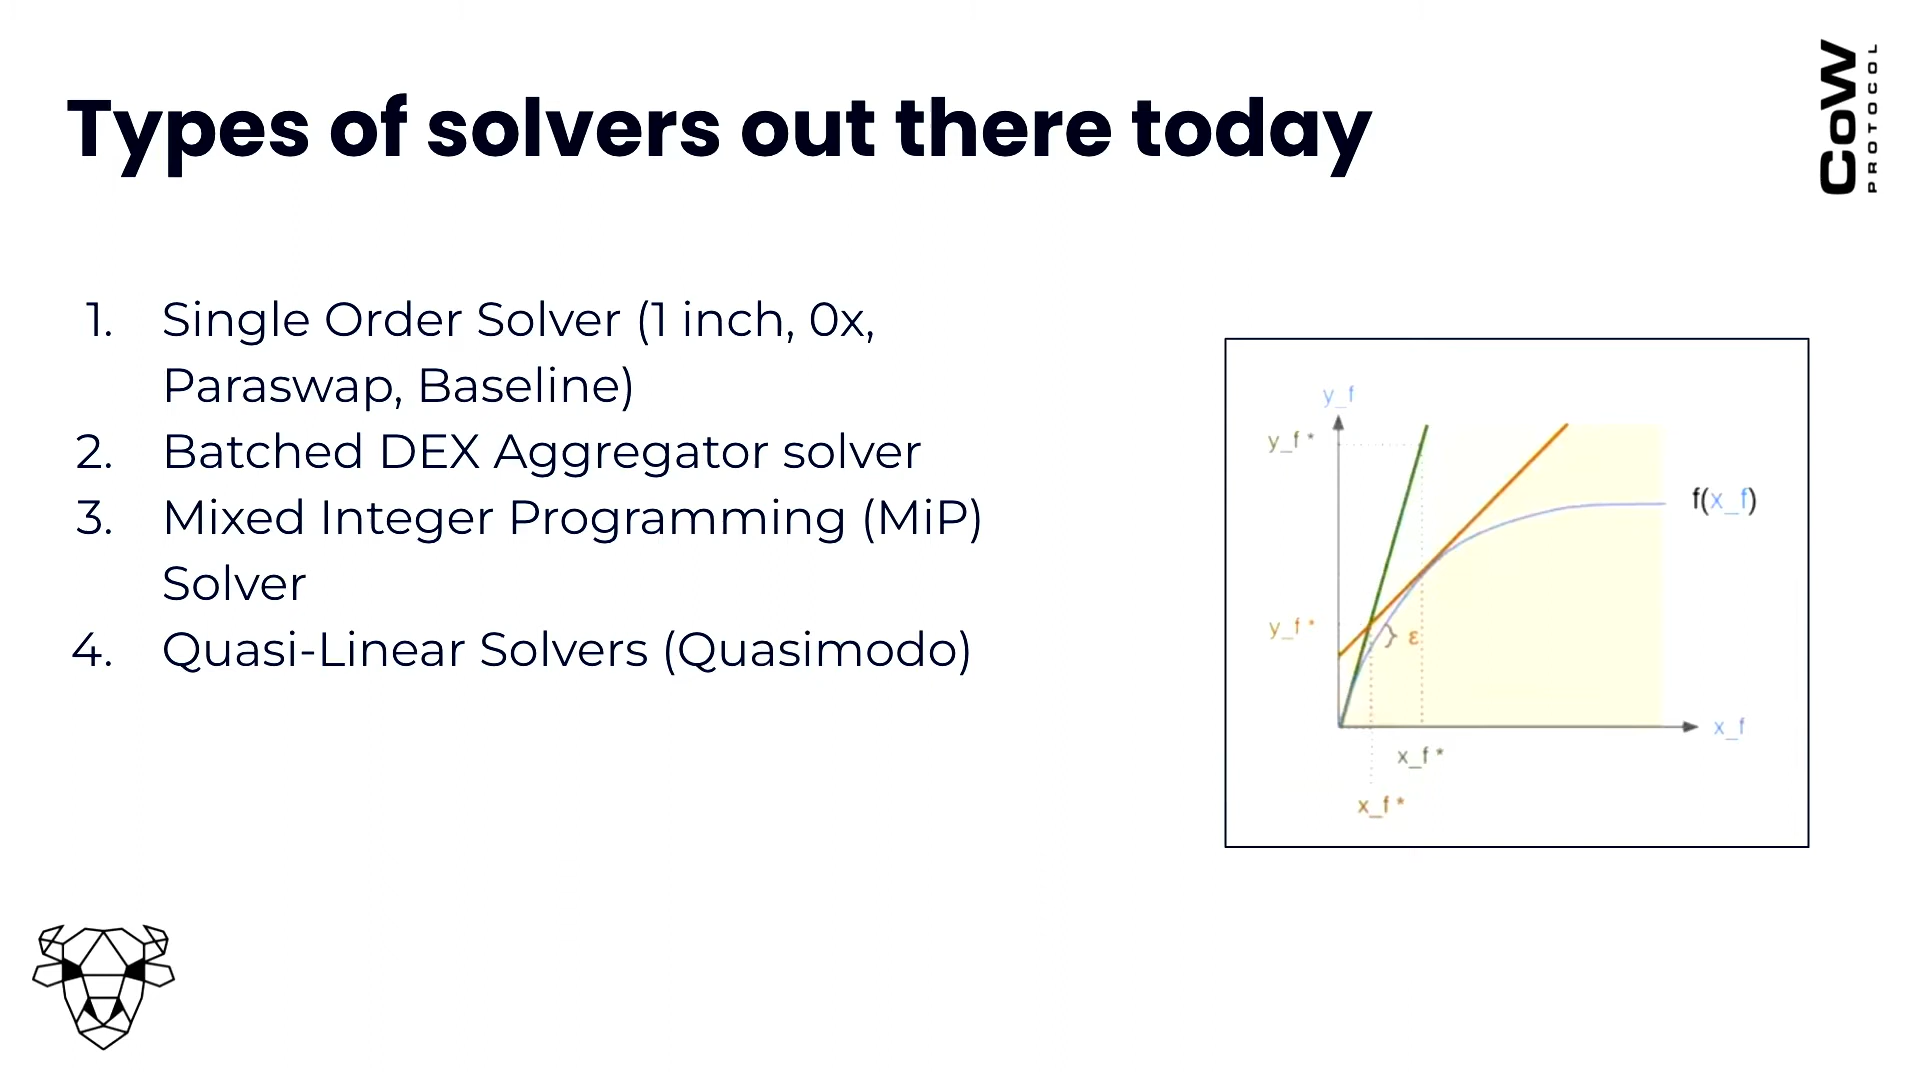 Types of solvers out there today
CoW
PROTOCOL
1. Single Order Solver (1 inch, 0x,
Paraswap, Baseline)
2. Batched DEX Aggregator solver
3. Mixed Integer Programming (MiP)
Solver
4. Quasi-Linear Solvers (Quasimodo)
y_f
y_f *
f(x_f)
y_f *
ε
x_f
x_f *
x_f *